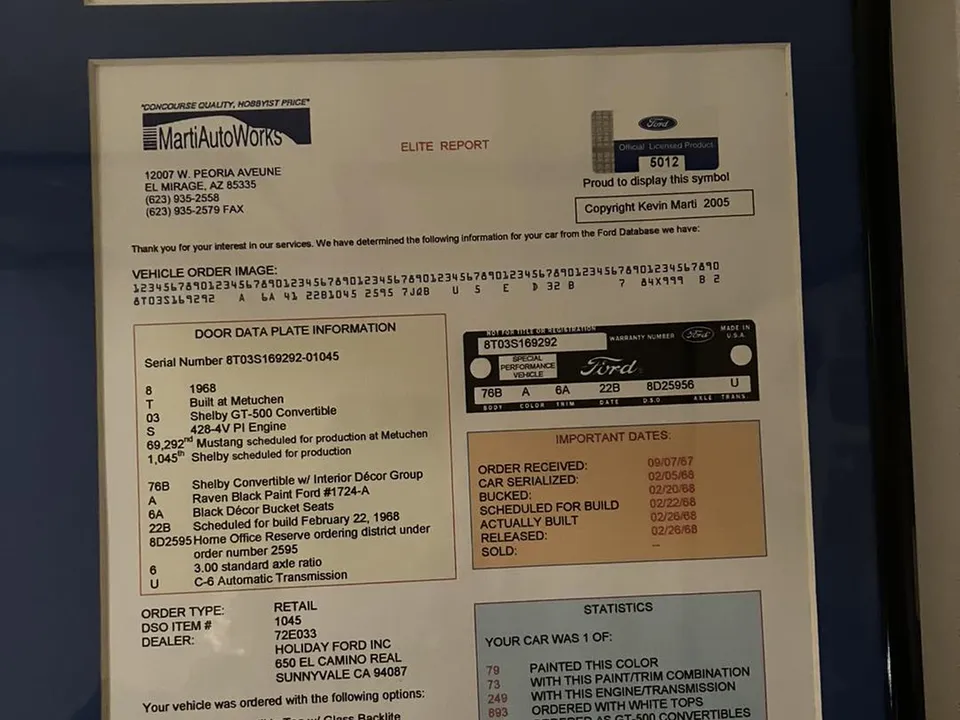 "CONCOURSE QUALITY, HOBBYIST PRICE"
MartiAutoWorks
12007 W. PEORIA AVEUNE
EL MIRAGE, AZ 85335
(623) 935-2558
(623) 935-2579 FAX
ELITE REPORT
Ford
Official Licensed Product
5012
Proud to display this symbol
Copyright Kevin Marti 2005
Thank you for your interest in our services. We have determined the following information for your car from the Ford Database we have:
VEHICLE ORDER IMAGE:
12345678901234567890123456789012345678901234567890123456789012345678901234567890
8T03S169292 A 6A 41 22B1045 2595 7JQB U 5 E D 32 B 7 84X999 B 2
DOOR DATA PLATE INFORMATION
Serial Number 8T03S169292-01045
8 1968
T Built at Metuchen
03 Shelby GT-500 Convertible
S 428-4V PI Engine
69,292nd Mustang scheduled for production at Metuchen
1,045th Shelby scheduled for production
76B Shelby Convertible w/ Interior Décor Group
A Raven Black Paint Ford #1724-A
6A Black Décor Bucket Seats
22B Scheduled for build February 22, 1968
8D2595 Home Office Reserve ordering district under
order number 2595
6 3.00 standard axle ratio
U C-6 Automatic Transmission
NOT FOR TITLE OR REGISTRATION
8T03S169292
WARRANTY NUMBER
Ford
MADE IN
U.S.A.
SPECIAL
PERFORMANCE
VEHICLE
Ford
76B A 6A 22B 8D25956 U
BODY COLOR TRIM DATE D.S.O. AXLE TRANS.
IMPORTANT DATES:
ORDER RECEIVED: 09/07/67
CAR SERIALIZED: 02/05/68
BUCKED: 02/20/68
SCHEDULED FOR BUILD 02/22/68
ACTUALLY BUILT 02/26/68
RELEASED: 02/26/68
SOLD: --
ORDER TYPE: RETAIL
DSO ITEM # 1045
DEALER: 72E033
HOLIDAY FORD INC
650 EL CAMINO REAL
SUNNYVALE CA 94087
Your vehicle was ordered with the following options:
STATISTICS
YOUR CAR WAS 1 OF:
79 PAINTED THIS COLOR
73 WITH THIS PAINT/TRIM COMBINATION
249 WITH THIS ENGINE/TRANSMISSION
893 ORDERED WITH WHITE TOPS
ORDERED AS GT-500 CONVERTIBLES